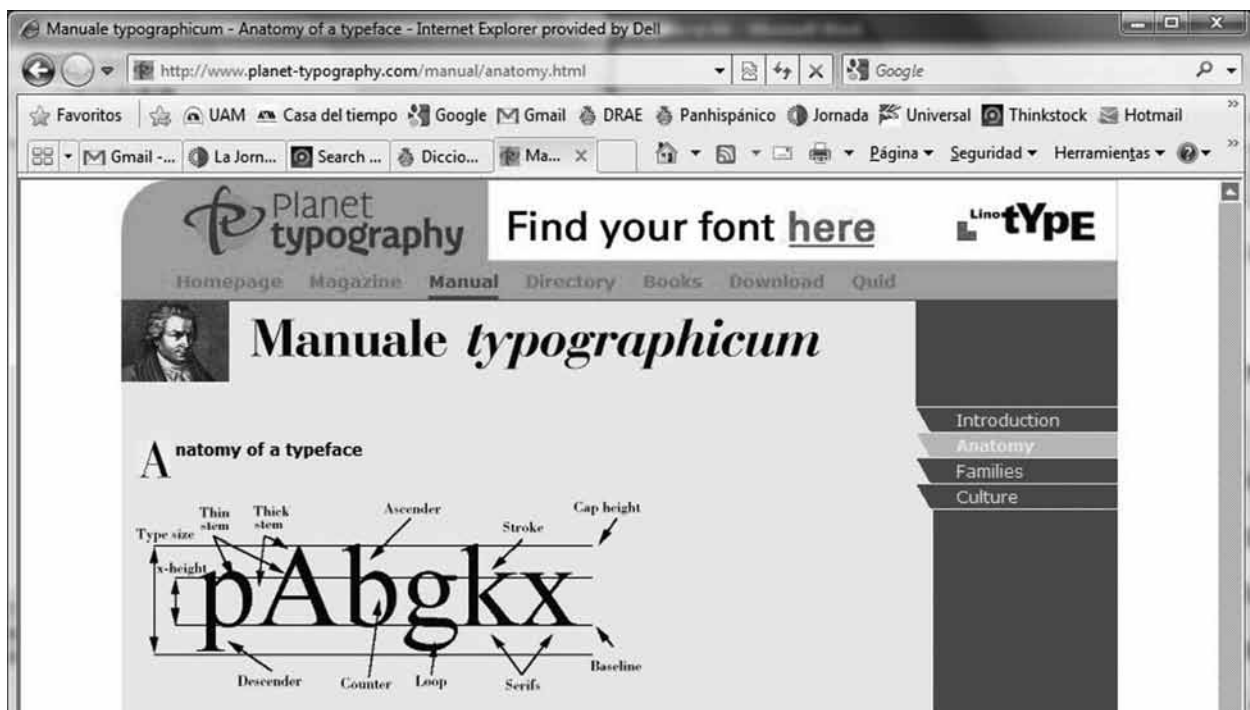 Manuale typographicum - Anatomy of a typeface - Internet Explorer provided by Dell
http://www.planet-typography.com/manual/anatomy.html
Google
Favoritos UAM Casa del tiempo Google Gmail DRAE Panhispánico Jornada Universal Thinkstock Hotmail
Gmail -... La Jorn... Search ... Diccio... Ma... Página Seguridad Herramientas
Planet typography
Find your font here
Linotype
Homepage Magazine Manual Directory Books Download Quid
Manuale typographicum
Introduction
Anatomy
Families
Culture
Anatomy of a typeface
Thin stem
Thick stem
Ascender
Cap height
Stroke
Type size
x-height
pAbgkx
Baseline
Descender
Counter
Loop
Serifs